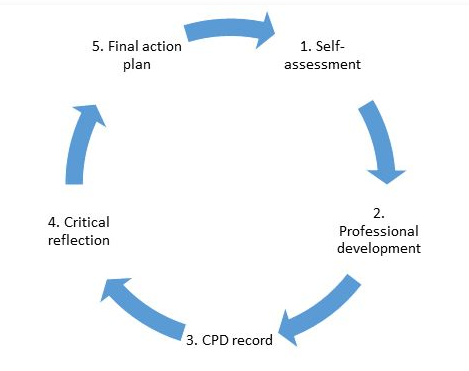 1. Self-
assessment
2.
Professional
development
3. CPD record
4. Critical
reflection
5. Final action
plan